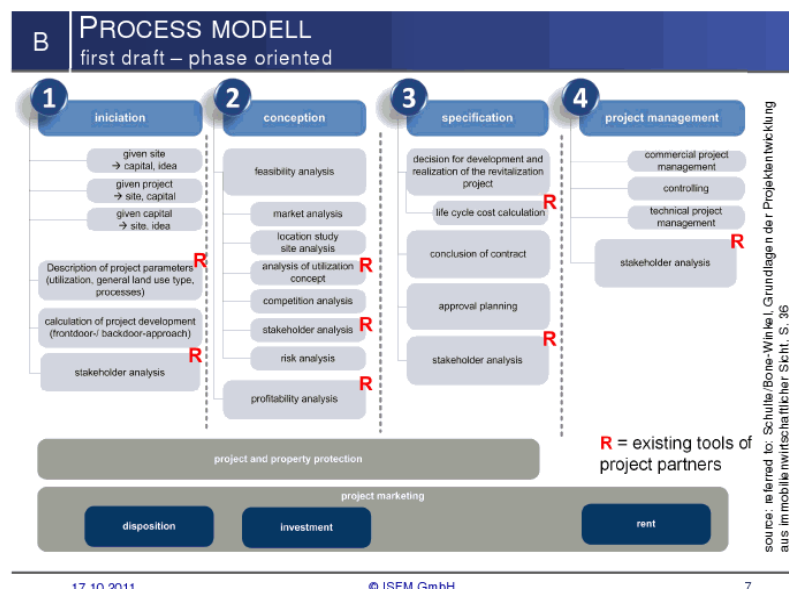 B
PROCESS MODELL
first draft – phase oriented
1
iniciation
given site
→ capital, idea
given project
→ site, capital
given capital
→ site. idea
R
Description of project parameters
(utilization, general land use type,
processes)
calculation of project development
(frontdoor-/ backdoor-approach)
R
stakeholder analysis
2
conception
feasibility analysis
market analysis
location study
site analysis
analysis of utilization
concept
R
competition analysis
stakeholder analysis
R
risk analysis
R
profitability analysis
3
specification
decision for development and
realization of the revitalization
project
R
life cycle cost calculation
conclusion of contract
approval planning
R
stakeholder analysis
4
project management
commercial project
management
controlling
technical project
management
R
stakeholder analysis
R = existing tools of
project partners
project and property protection
project marketing
disposition
investment
rent
source: referred to: Schulte/Bone-Winkel, Grundlagen der Projektentwicklung
aus immobilienwirtschaftlicher Sicht, S. 36
17.10.2011
© ISEM GmbH
7